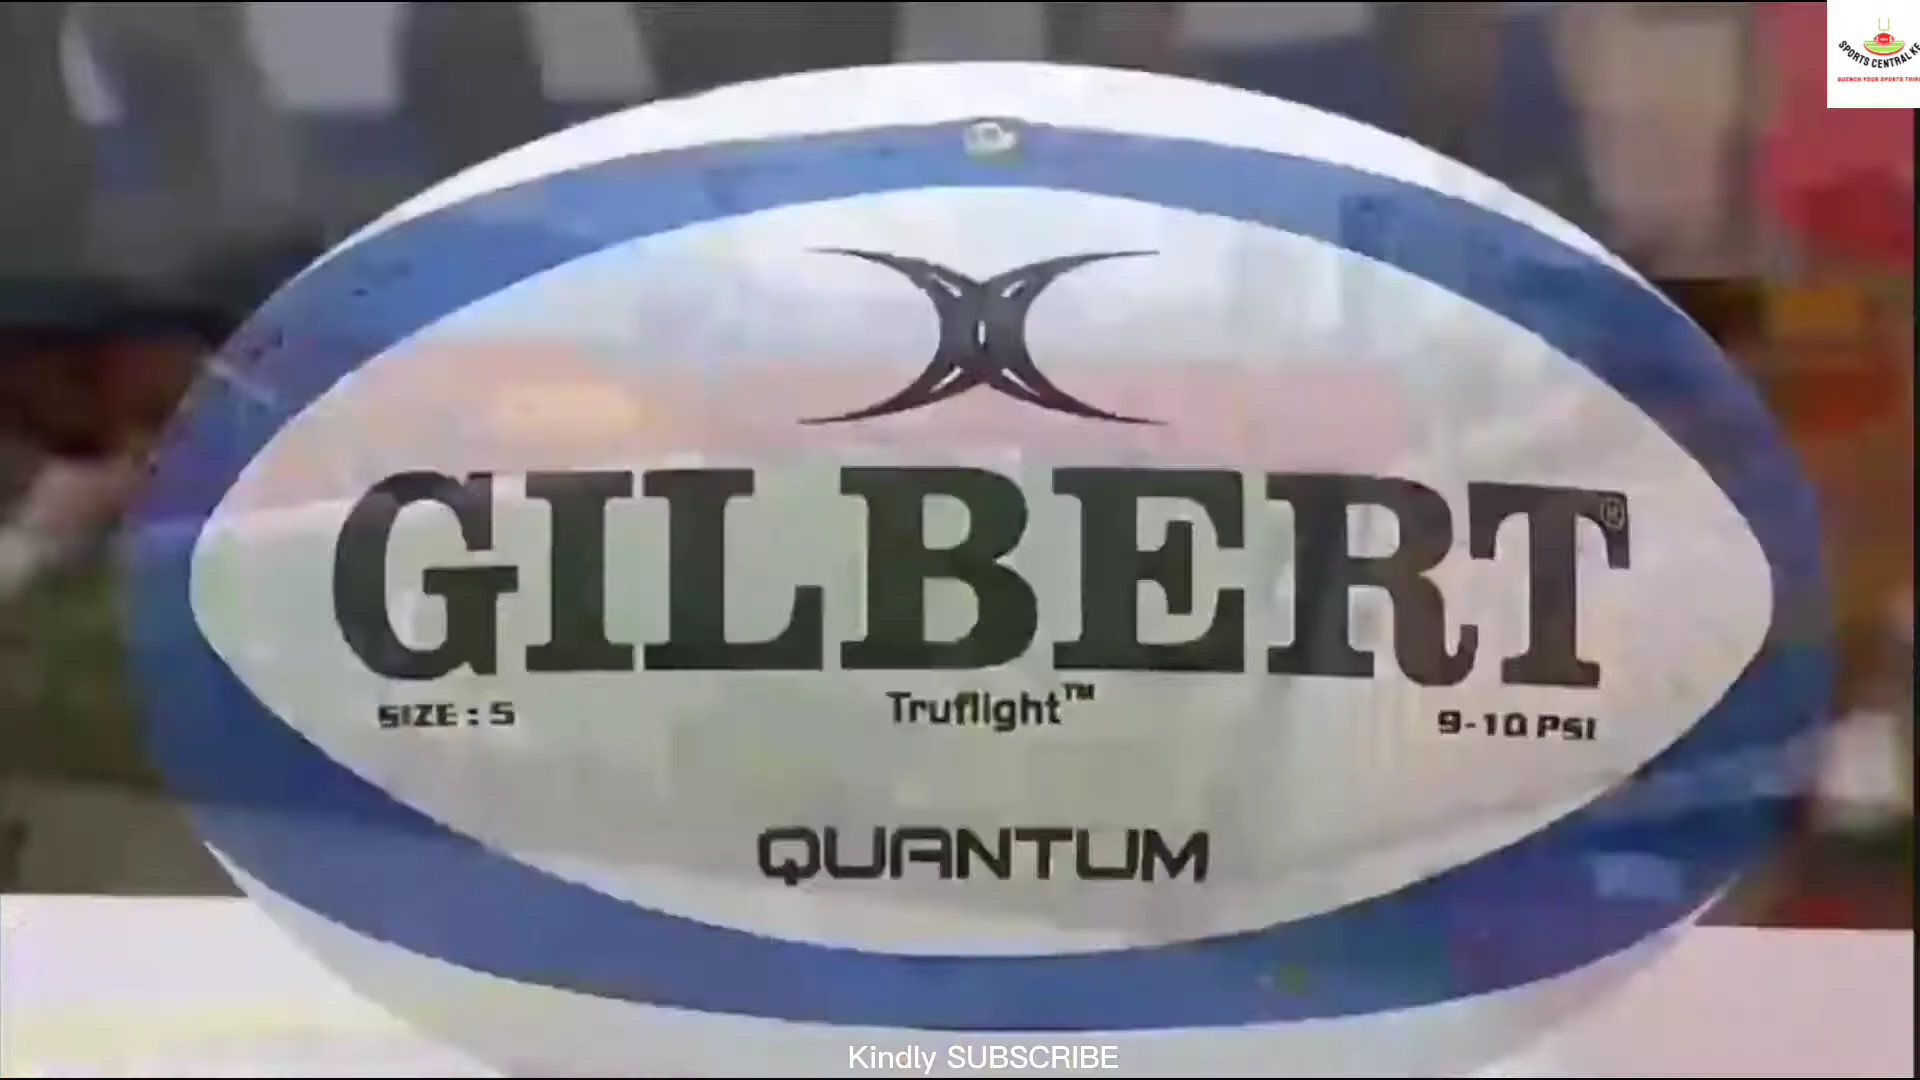 SPORTS CENTRAL KE
GILBERT®
SIZE : 5
Truflight™
9-10 PSI
QUANTUM
Kindly SUBSCRIBE